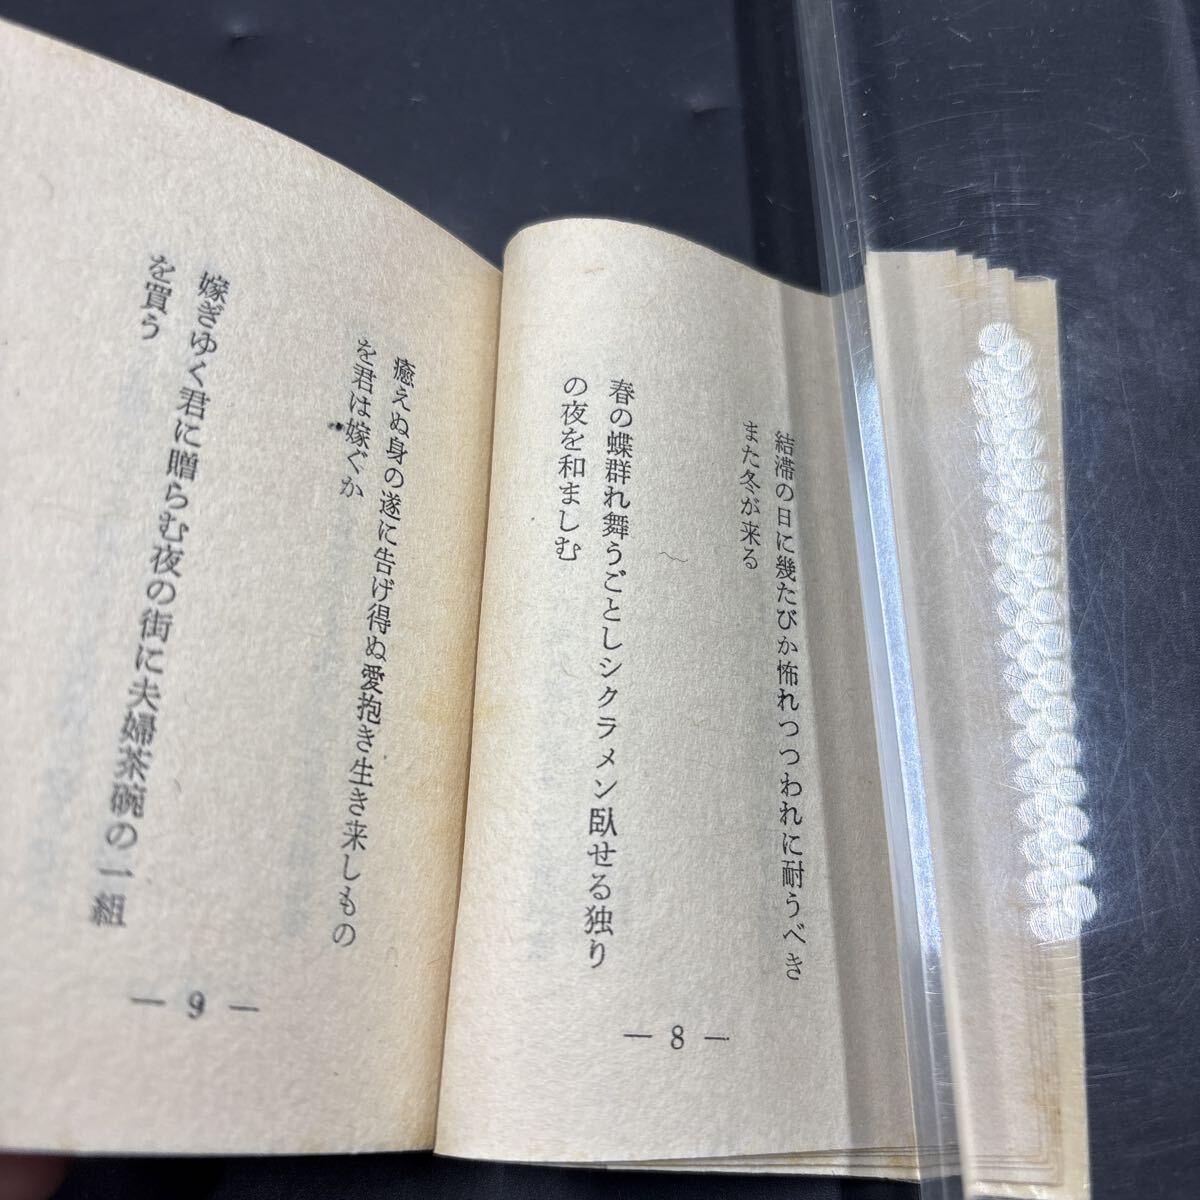 結滞の日に幾たびか怖れつつわれに耐うべき
また冬が来る
春の蝶群れ舞うごとしシクラメン臥せる独り
の夜を和ましむ
— 8 —
癒えぬ身の遂に告げ得ぬ愛抱き生き来しもの
を君は嫁ぐか
嫁ぎゆく君に贈らむ夜の街に夫婦茶碗の一組
を買う
— 9 —